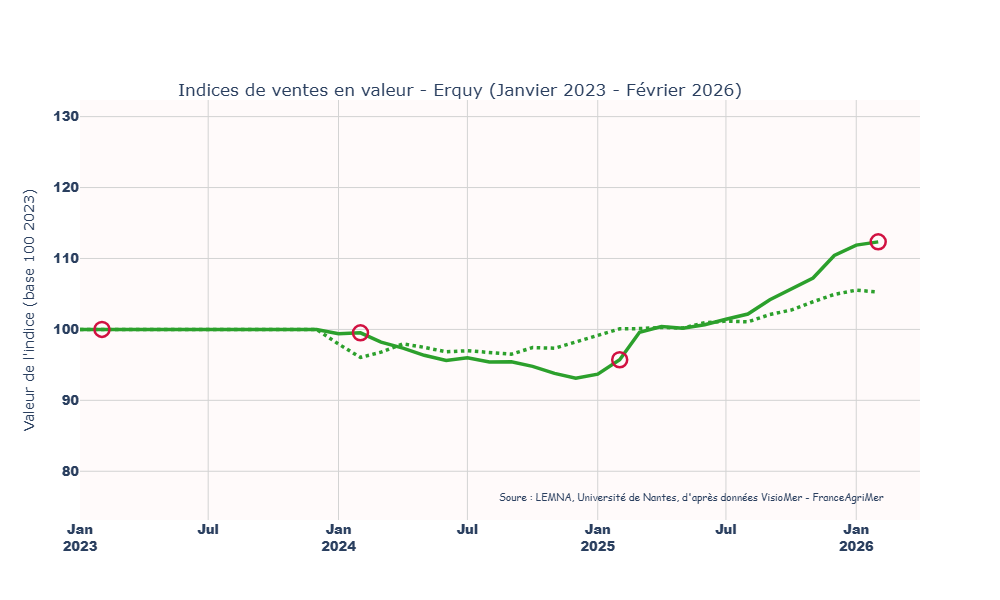 Indices de ventes en valeur - Erquy (Janvier 2023 - Février 2026)
Valeur de l'indice (base 100 2023)
130
120
110
100
90
80
Soure : LEMNA, Université de Nantes, d'après données VisioMer - FranceAgriMer
Jan Jul Jan Jul Jan Jul Jan
2023 2024 2025 2026